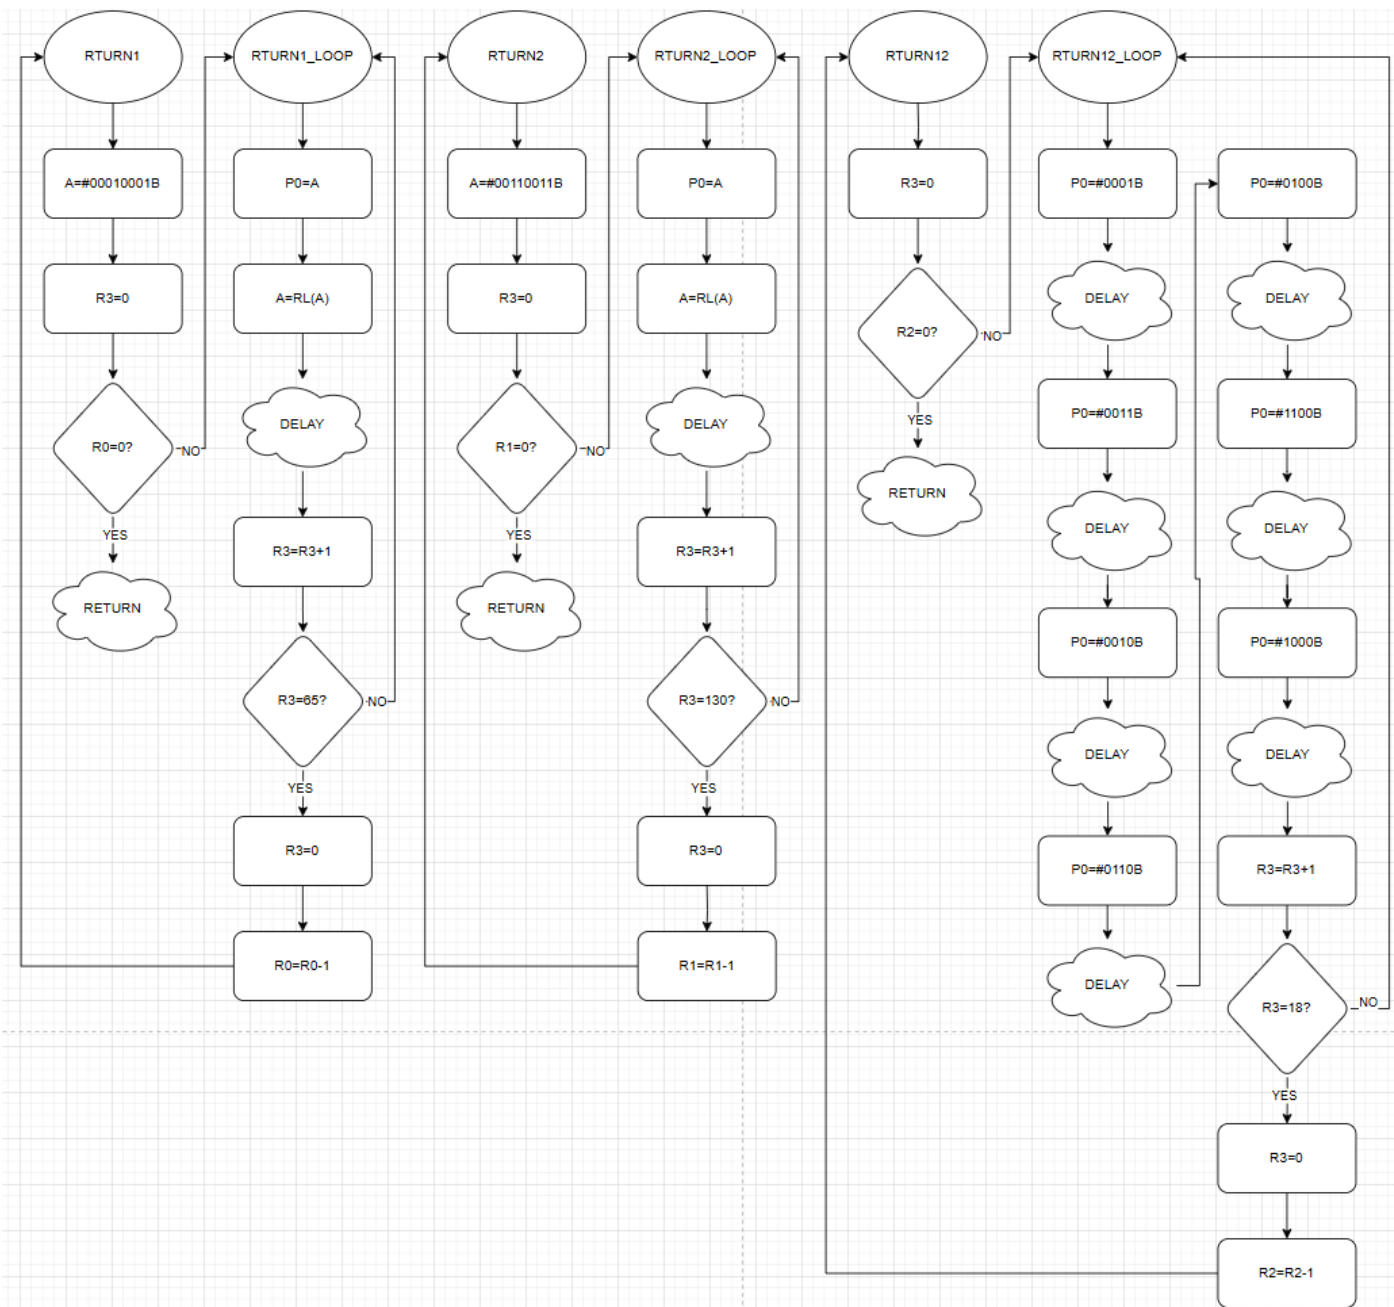 RTURN1
A=#00010001B
R3=0
R0=0?
NO
YES
RETURN
RTURN1_LOOP
P0=A
A=RL(A)
DELAY
R3=R3+1
R3=65?
NO
YES
R3=0
R0=R0-1
RTURN2
A=#00110011B
R3=0
R1=0?
NO
YES
RETURN
RTURN2_LOOP
P0=A
A=RL(A)
DELAY
R3=R3+1
R3=130?
NO
YES
R3=0
R1=R1-1
RTURN12
R3=0
R2=0?
NO
YES
RETURN
RTURN12_LOOP
P0=#0001B
DELAY
P0=#0011B
DELAY
P0=#0010B
DELAY
P0=#0110B
DELAY
P0=#0100B
DELAY
P0=#1100B
DELAY
P0=#1000B
DELAY
R3=R3+1
R3=18?
NO
YES
R3=0
R2=R2-1